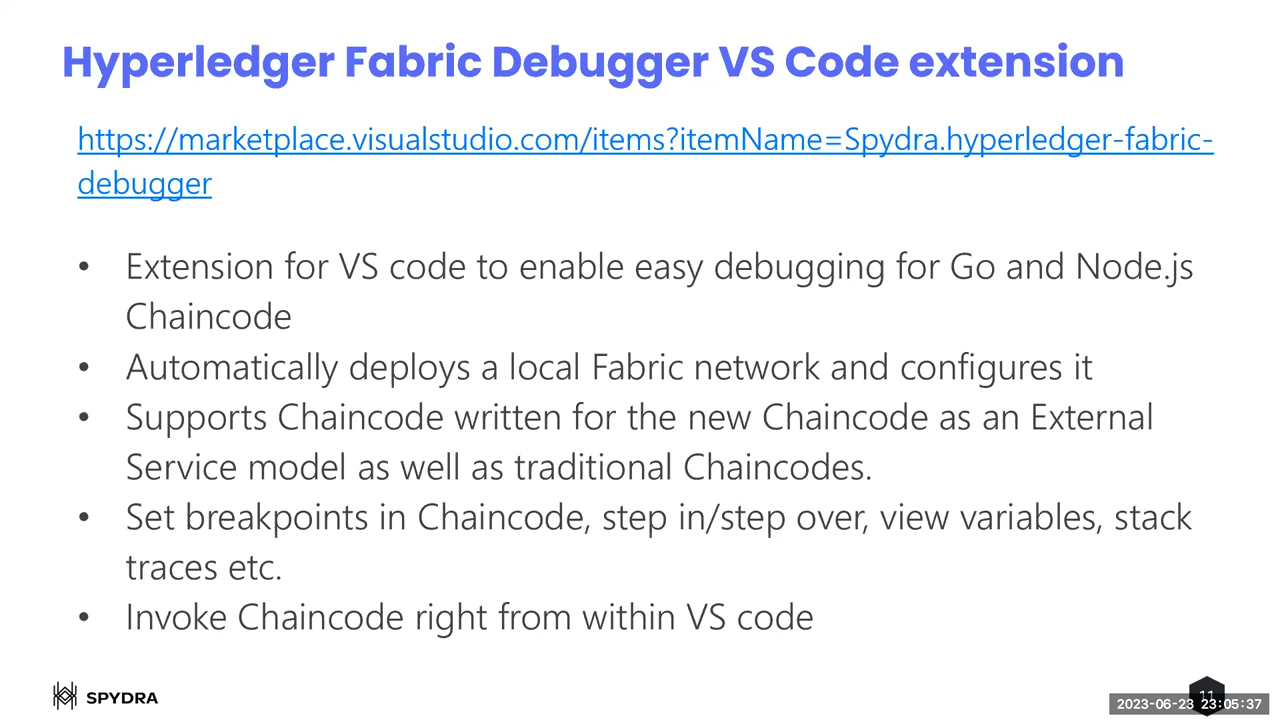 Hyperledger Fabric Debugger VS Code extension
https://marketplace.visualstudio.com/items?itemName=Spydra.hyperledger-fabric-
debugger
• Extension for VS code to enable easy debugging for Go and Node.js
Chaincode
• Automatically deploys a local Fabric network and configures it
• Supports Chaincode written for the new Chaincode as an External
Service model as well as traditional Chaincodes.
• Set breakpoints in Chaincode, step in/step over, view variables, stack
traces etc.
• Invoke Chaincode right from within VS code
SPYDRA
11
2023-06-23 23:05:37